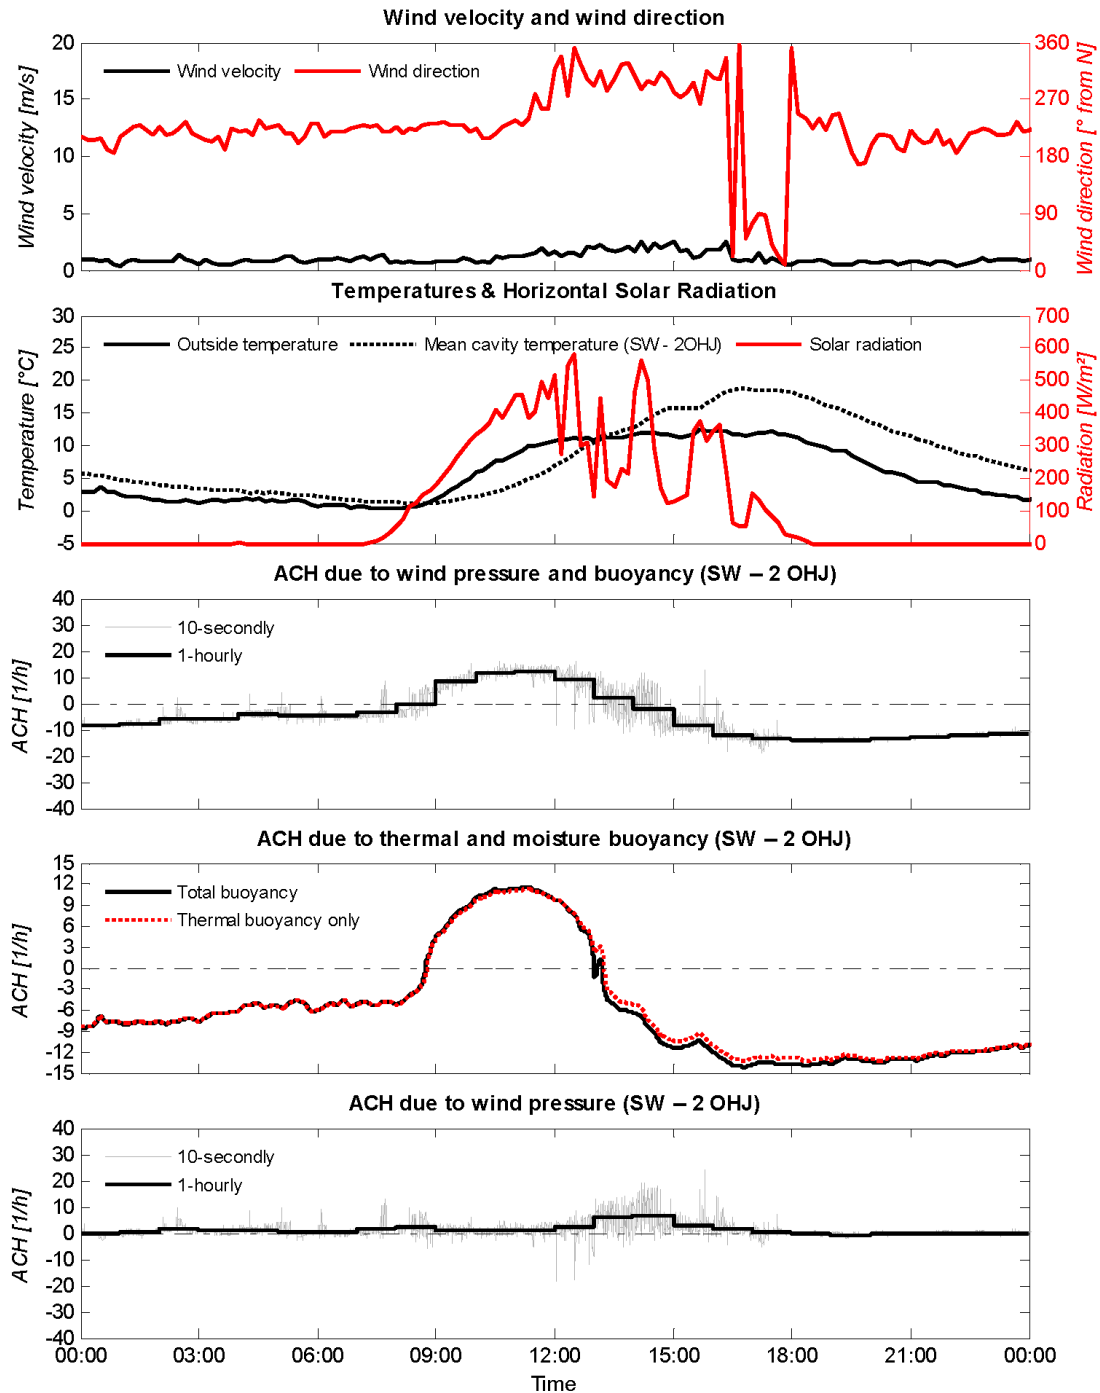 Wind velocity and wind direction
Wind velocity [m/s]
20
15
10
5
0
Wind velocity
Wind direction
360
270
180
90
0
Wind direction [° from N]
Temperatures & Horizontal Solar Radiation
Temperature [°C]
30
25
20
15
10
5
0
-5
Outside temperature
Mean cavity temperature (SW - 2OHJ)
Solar radiation
700
600
500
400
300
200
100
0
Radiation [W/m²]
ACH due to wind pressure and buoyancy (SW – 2 OHJ)
ACH [1/h]
40
30
20
10
0
-10
-20
-30
-40
10-secondly
1-hourly
ACH due to thermal and moisture buoyancy (SW – 2 OHJ)
ACH [1/h]
15
12
9
6
3
0
-3
-6
-9
-12
-15
Total buoyancy
Thermal buoyancy only
ACH due to wind pressure (SW – 2 OHJ)
ACH [1/h]
40
30
20
10
0
-10
-20
-30
-40
10-secondly
1-hourly
00:00 03:00 06:00 09:00 12:00 15:00 18:00 21:00 00:00
Time